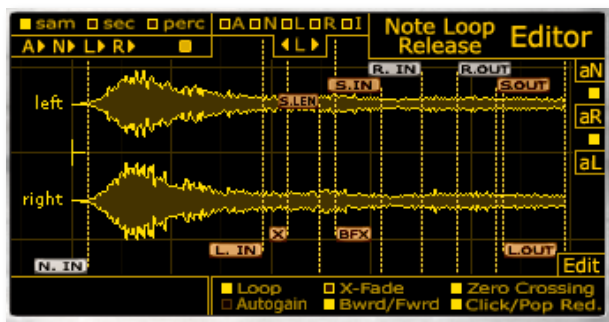 sam sec perc A N L R I Note Loop Editor
A N L R L Release
R. IN R.OUT aN
S.IN S.OUT
left S.LEN aR
aL
right
X BFX
L. IN L.OUT
N. IN Edit
Loop X-Fade Zero Crossing
Autogain Bwrd/Fwrd Click/Pop Red.